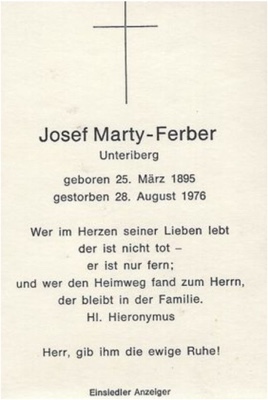 Josef Marty-Ferber
Unteriberg
geboren 25. März 1895
gestorben 28. August 1976
Wer im Herzen seiner Lieben lebt
der ist nicht tot –
er ist nur fern;
und wer den Heimweg fand zum Herrn,
der bleibt in der Familie.
Hl. Hieronymus
Herr, gib ihm die ewige Ruhe!
Einsiedler Anzeiger